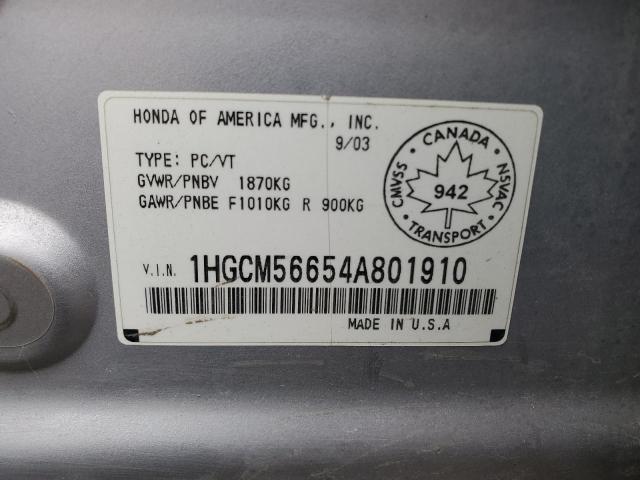 HONDA OF AMERICA MFG., INC.
9/03
TYPE: PC/VT
GVWR/PNBV 1870KG
GAWR/PNBE F1010KG R 900KG
CANADA
CMVSS
942
NSVAC
TRANSPORT
V.I.N. 1HGCM56654A801910
MADE IN U.S.A